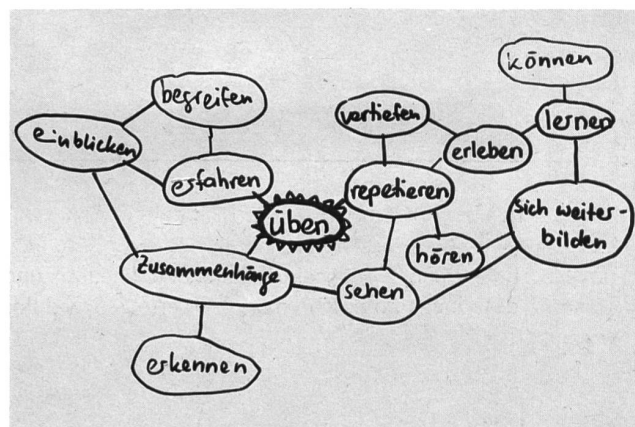 können
begreifen
vertiefen
lernen
einblicken
erleben
erfahren
repetieren
üben
sich weiter-
bilden
hören
Zusammenhänge
sehen
erkennen